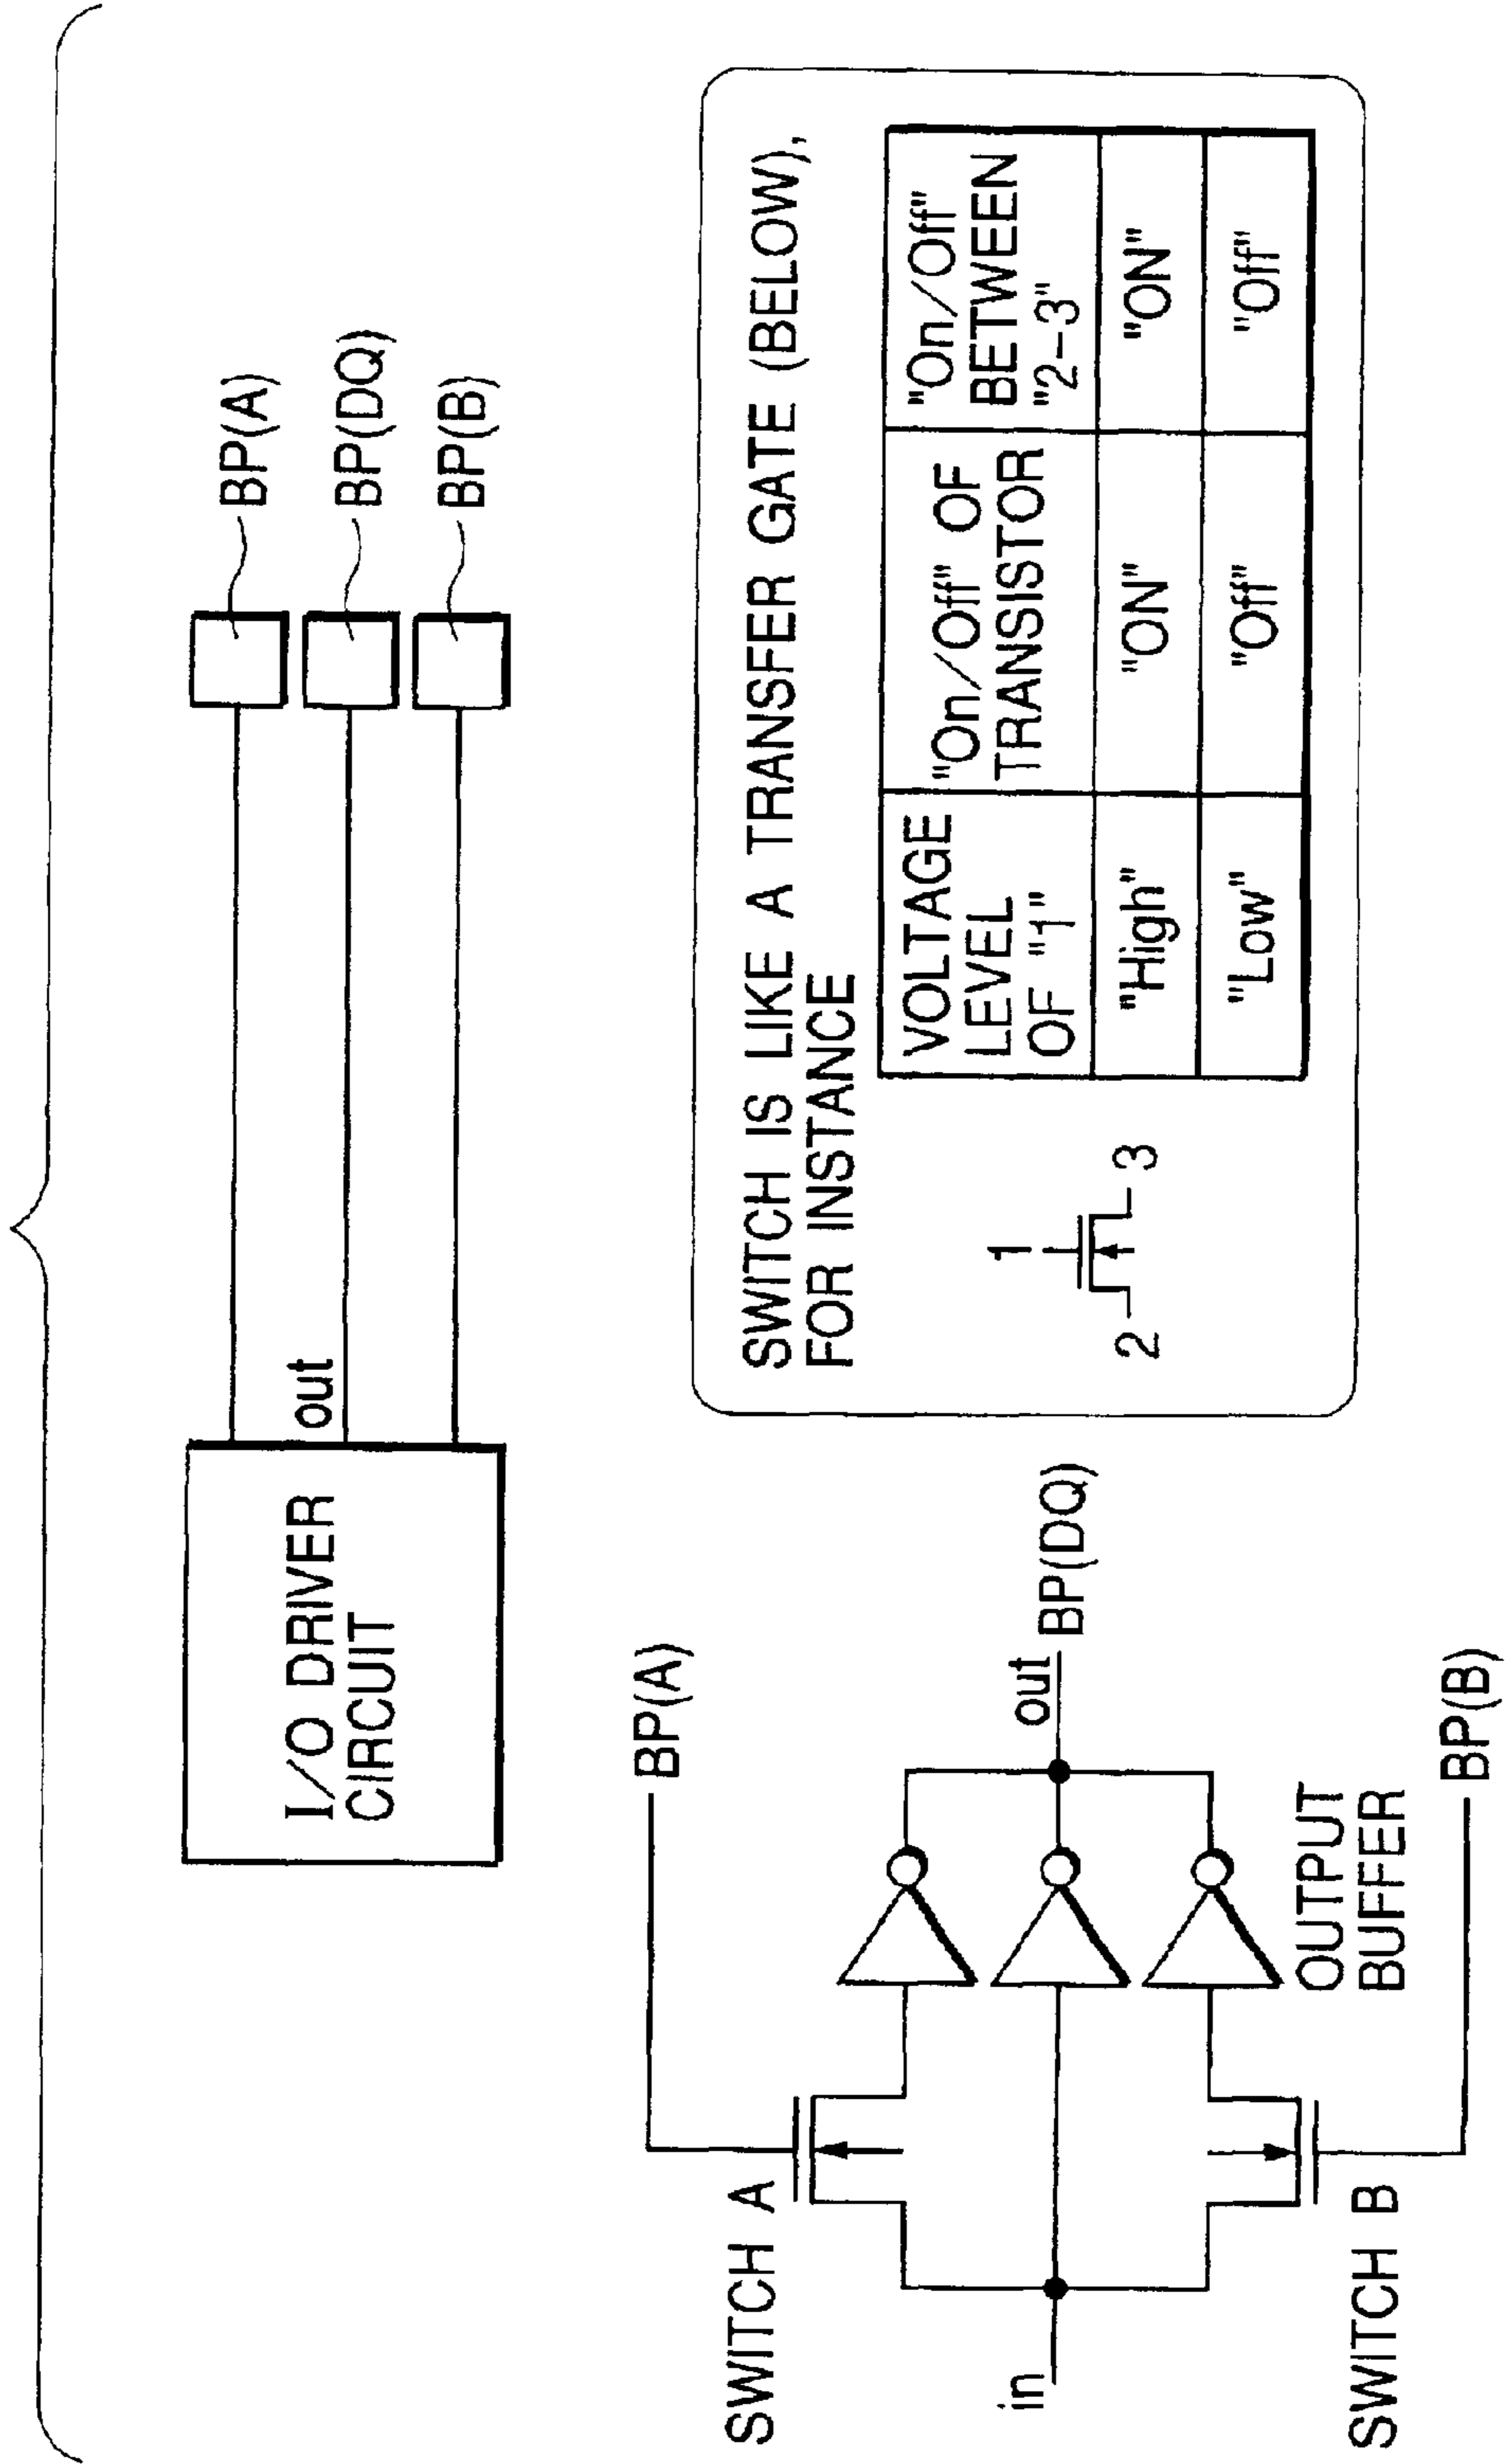 I/O DRIVER
CIRCUIT
out
BP(A)
BP(DQ)
BP(B)
SWITCH A
BP(A)
in
out
BP(DQ)
OUTPUT
BUFFER
SWITCH B
BP(B)
SWITCH IS LIKE A TRANSFER GATE (BELOW),
FOR INSTANCE
1
2
3
VOLTAGE
LEVEL
OF "1"
"On/Off" OF
TRANSISTOR
"On/Off"
BETWEEN
"2-3"
"High"
"ON"
"ON"
"Low"
"Off"
"Off"